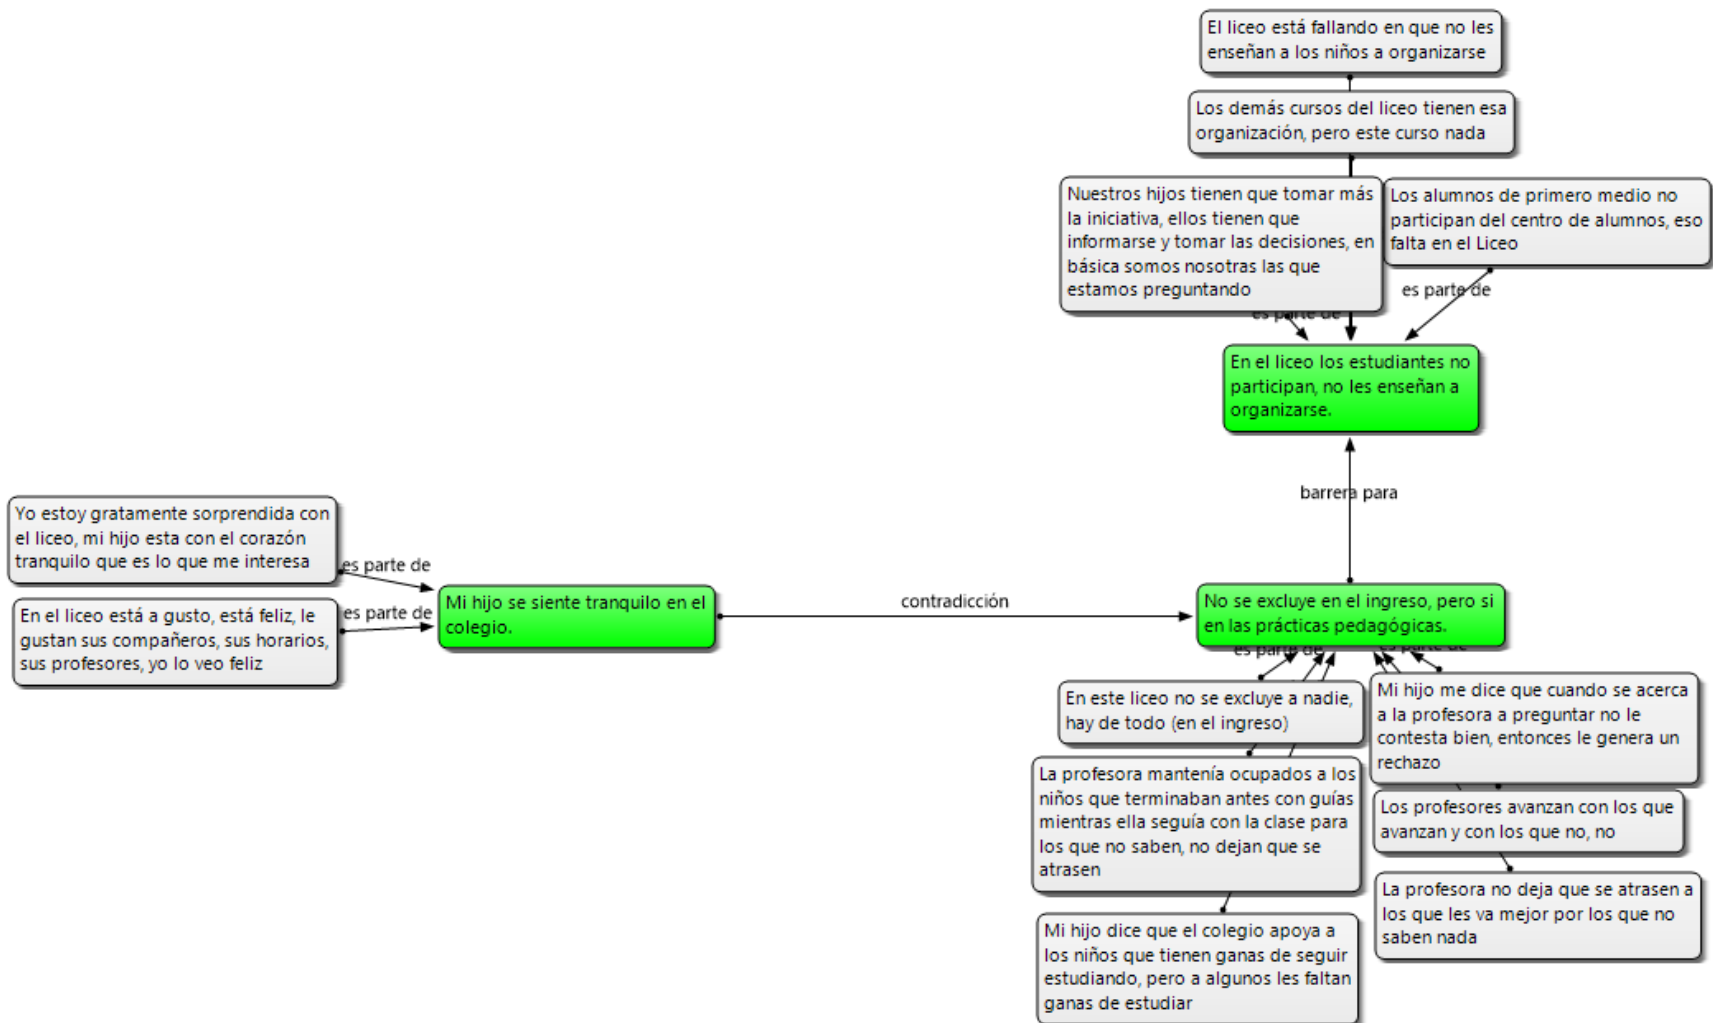 El liceo está fallando en que no les
enseñan a los niños a organizarse
Los demás cursos del liceo tienen esa
organización, pero este curso nada
Nuestros hijos tienen que tomar más
la iniciativa, ellos tienen que
informarse y tomar las decisiones, en
básica somos nosotras las que
estamos preguntando
Los alumnos de primero medio no
participan del centro de alumnos, eso
falta en el Liceo
es parte de
es parte de
En el liceo los estudiantes no
participan, no les enseñan a
organizarse.
barrera para
Yo estoy gratamente sorprendida con
el liceo, mi hijo esta con el corazón
tranquilo que es lo que me interesa
es parte de
En el liceo está a gusto, está feliz, le
gustan sus compañeros, sus horarios,
sus profesores, yo lo veo feliz
es parte de
Mi hijo se siente tranquilo en el
colegio.
contradicción
No se excluye en el ingreso, pero si
en las prácticas pedagógicas.
es parte de
es parte de
En este liceo no se excluye a nadie,
hay de todo (en el ingreso)
La profesora mantenía ocupados a los
niños que terminaban antes con guías
mientras ella seguía con la clase para
los que no saben, no dejan que se
atrasen
Mi hijo dice que el colegio apoya a
los niños que tienen ganas de seguir
estudiando, pero a algunos les faltan
ganas de estudiar
Mi hijo me dice que cuando se acerca
a la profesora a preguntar no le
contesta bien, entonces le genera un
rechazo
Los profesores avanzan con los que
avanzan y con los que no, no
La profesora no deja que se atrasen a
los que les va mejor por los que no
saben nada